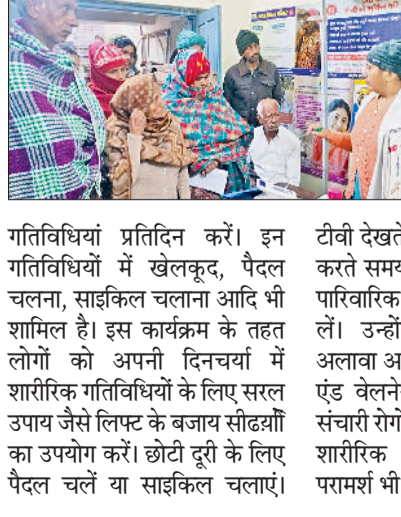 गतिविधियां प्रतिदिन करें। इन
गतिविधियों में खेलकूद, पैदल
चलना, साइकिल चलाना आदि भी
शामिल है। इस कार्यक्रम के तहत
लोगों को अपनी दिनचर्या में
शारीरिक गतिविधियों के लिए सरल
उपाय जैसे लिफ्ट के बजाय सीढय़ों
का उपयोग करें। छोटी दूरी के लिए
पैदल चलें या साइकिल चलाएं।
टीवी देखते
करते समय
पारिवारिक
लें। उन्हों
अलावा अ
एंड वेलने
संचारी रोगो
शारीरिक
परामर्श भी